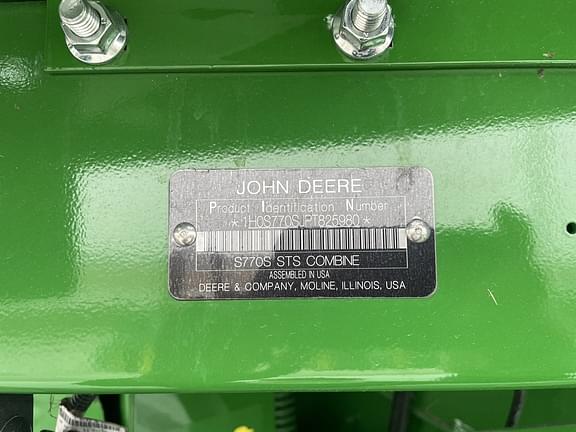 JOHN DEERE
Product Identification Number
*1H0S770SJPT825980*
S770S STS COMBINE
ASSEMBLED IN USA
DEERE & COMPANY, MOLINE, ILLINOIS, USA